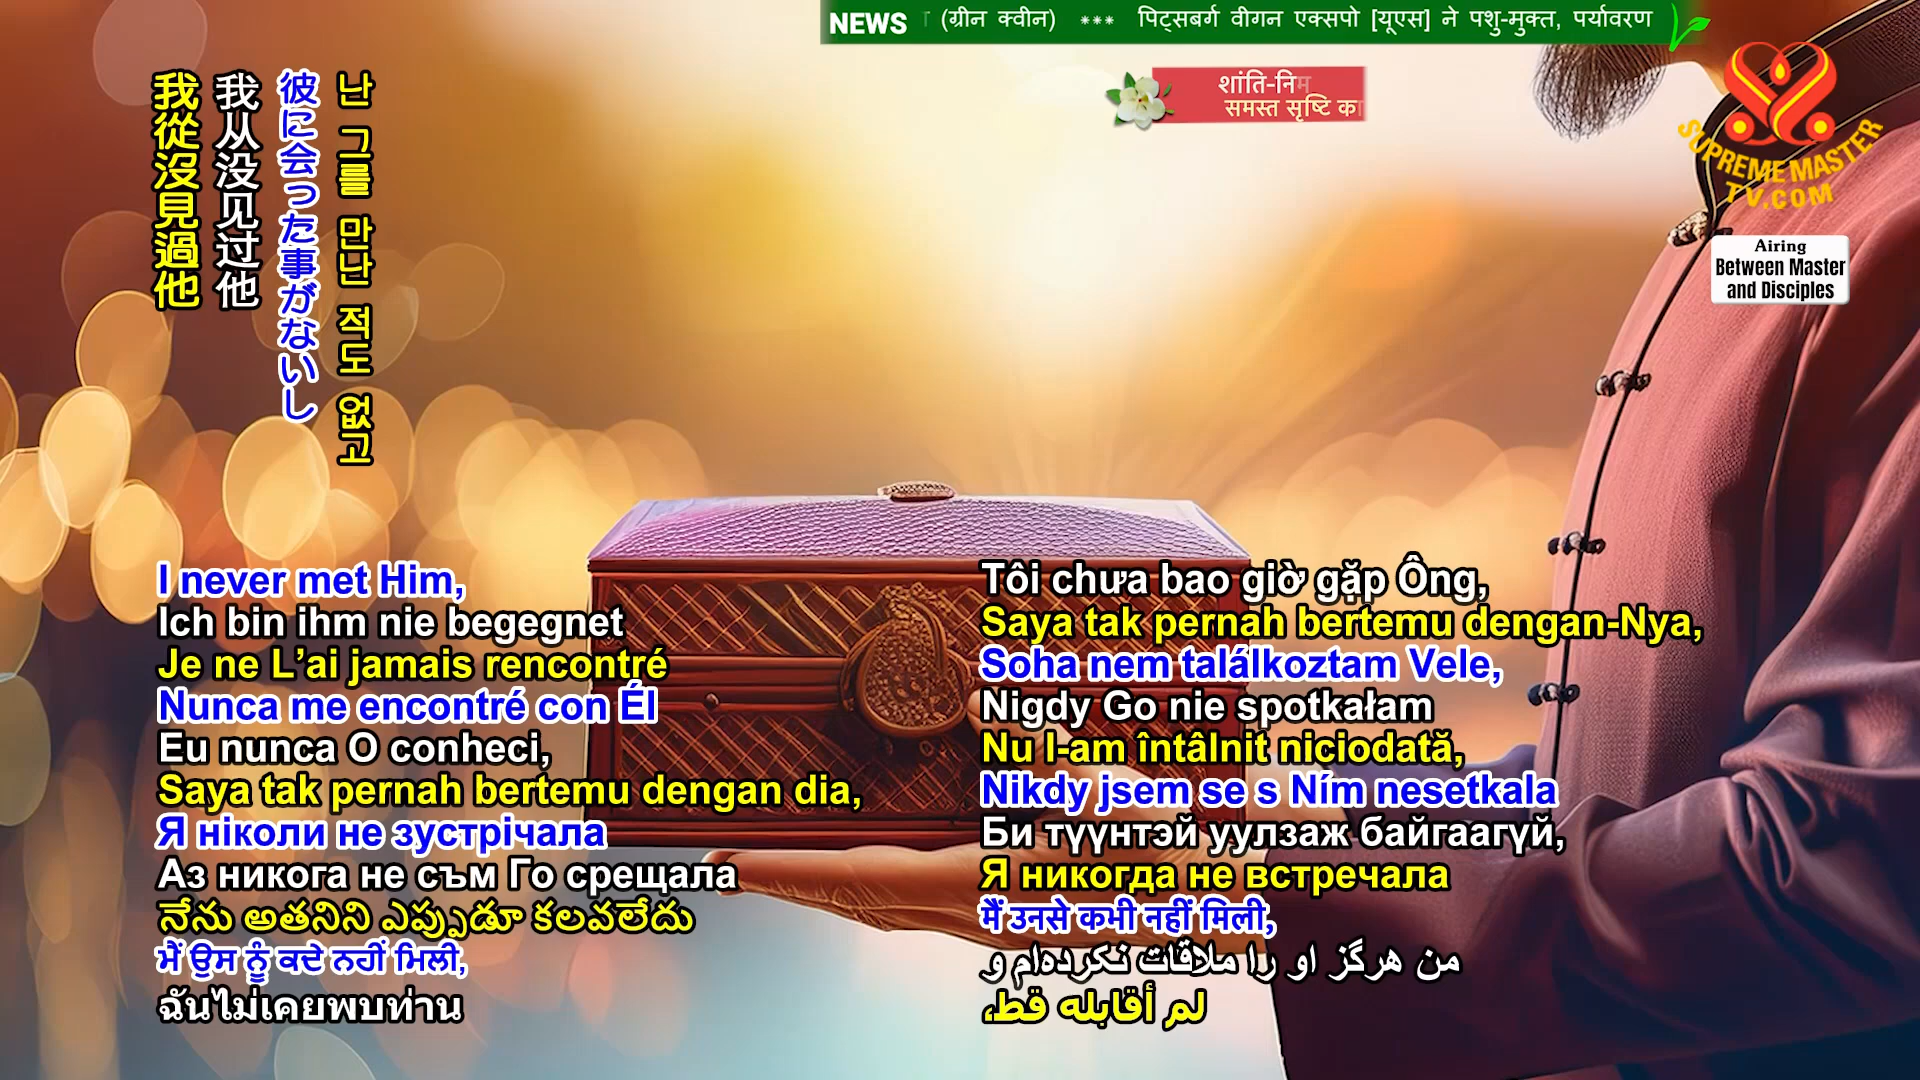 NEWS (ग्रीन क्वीन) *** पिट्सबर्ग वीगन एक्सपो [यूएस] ने पशु-मुक्त, पर्यावरण
शांति-निम
समस्त सृष्टि का
SUPREME MASTER
TV.COM
Airing
Between Master
and Disciples
我從沒見過他
我从没见过他
彼に会った事がないし
난 그를 만난 적도 없고
I never met Him,
Ich bin ihm nie begegnet
Je ne L’ai jamais rencontré
Nunca me encontré con Él
Eu nunca O conheci,
Saya tak pernah bertemu dengan dia,
Я ніколи не зустрічала
Аз никога не съм Го срещала
నేను అతనిని ఎప్పుడూ కలవలేదు
ਮੈਂ ਉਸ ਨੂੰ ਕਦੇ ਨਹੀਂ ਮਿਲੀ,
ฉันไม่เคยพบท่าน
Tôi chưa bao giờ gặp Ông,
Saya tak pernah bertemu dengan-Nya,
Soha nem találkoztam Vele,
Nigdy Go nie spotkałam
Nu l-am întâlnit niciodată,
Nikdy jsem se s Ním nesetkala
Би түүнтэй уулзаж байгаагүй,
Я никогда не встречала
मैं उनसे कभी नहीं मिली,
من هرگز او را ملاقات نکرده‌ام و
لم أقابله قط،